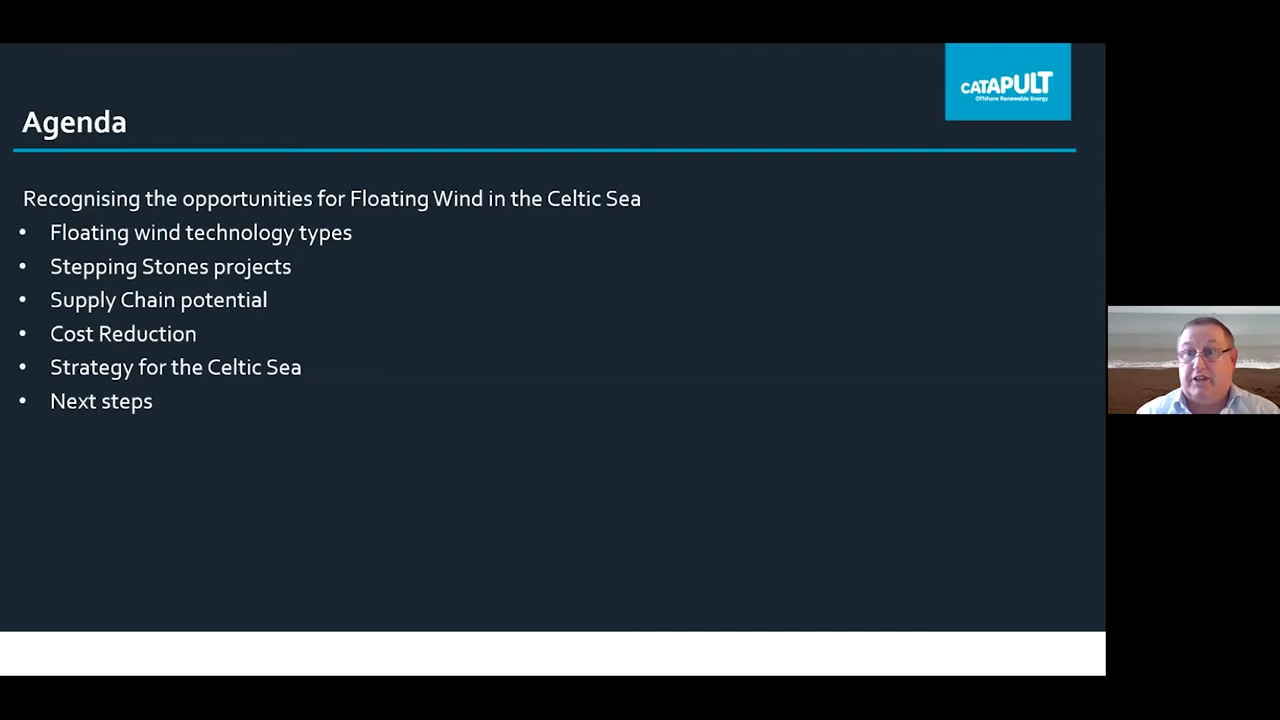 CATAPULT
Offshore Renewable Energy
Agenda
Recognising the opportunities for Floating Wind in the Celtic Sea
• Floating wind technology types
• Stepping Stones projects
• Supply Chain potential
• Cost Reduction
• Strategy for the Celtic Sea
• Next steps